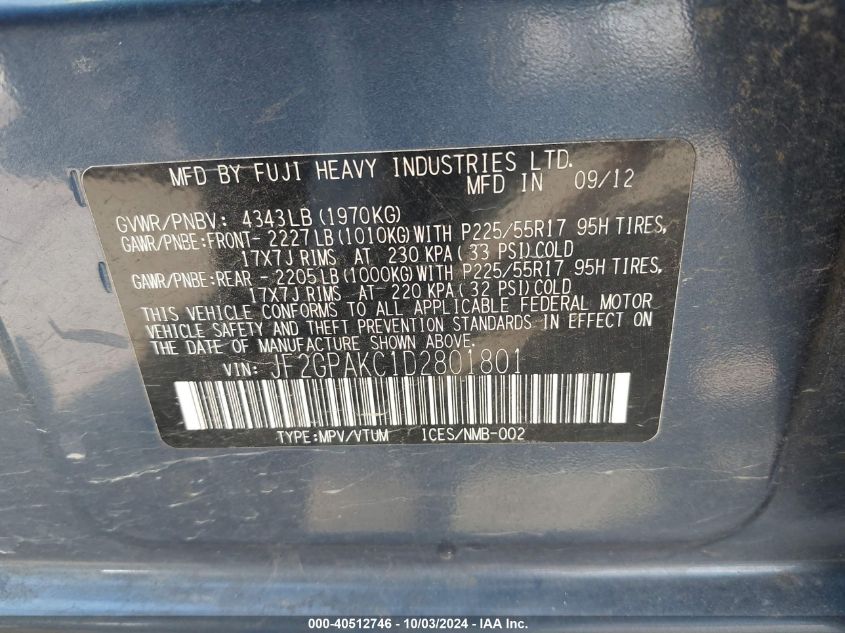 MFD BY FUJI HEAVY INDUSTRIES LTD.
MFD IN 09/12
GVWR/PNBV: 4343LB(1970KG)
GAWR/PNBE:FRONT- 2227LB(1010KG)WITH P225/55R17 95H TIRES,
17X7J RIMS AT 230 KPA(33 PSI)COLD
GAWR/PNBE:REAR - 2205LB(1000KG)WITH P225/55R17 95H TIRES,
17X7J RIMS AT 220 KPA(32 PSI)COLD
THIS VEHICLE CONFORMS TO ALL APPLICABLE FEDERAL MOTOR
VEHICLE SAFETY AND THEFT PREVENTION STANDARDS IN EFFECT ON
THE DATE OF MANUFACTURE SHOWN ABOVE.
VIN: JF2GPAKC1D2801801
TYPE:MPV/VTUM ICES/NMB-002
000-40512746 - 10/03/2024 - IAAI.com